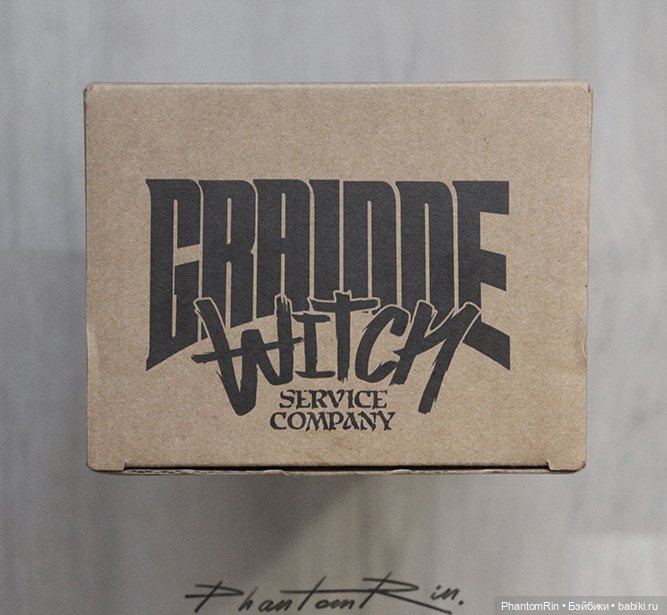 GRAINNE
WITCH
SERVICE
COMPANY
PhantomRin.
PhantomRin • Бэйбики • babiki.ru